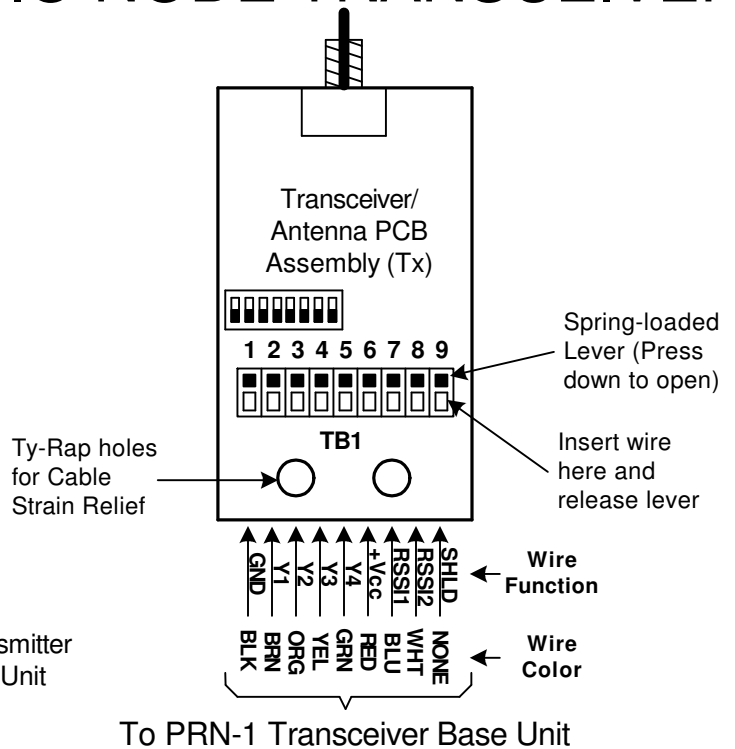 NODE
Transceiver/
Antenna PCB
Assembly (Tx)
1 2 3 4 5 6 7 8 9
TB1
Spring-loaded
Lever (Press
down to open)
Insert wire
here and
release lever
Ty-Rap holes
for Cable
Strain Relief
GND Y1 Y2 Y3 Y4 +Vcc RSSI1 RSSI2 SHLD
Wire
Function
BLK BRN ORG YEL GRN RED BLU WHT NONE
Wire
Color
Unit
To PRN-1 Transceiver Base Unit